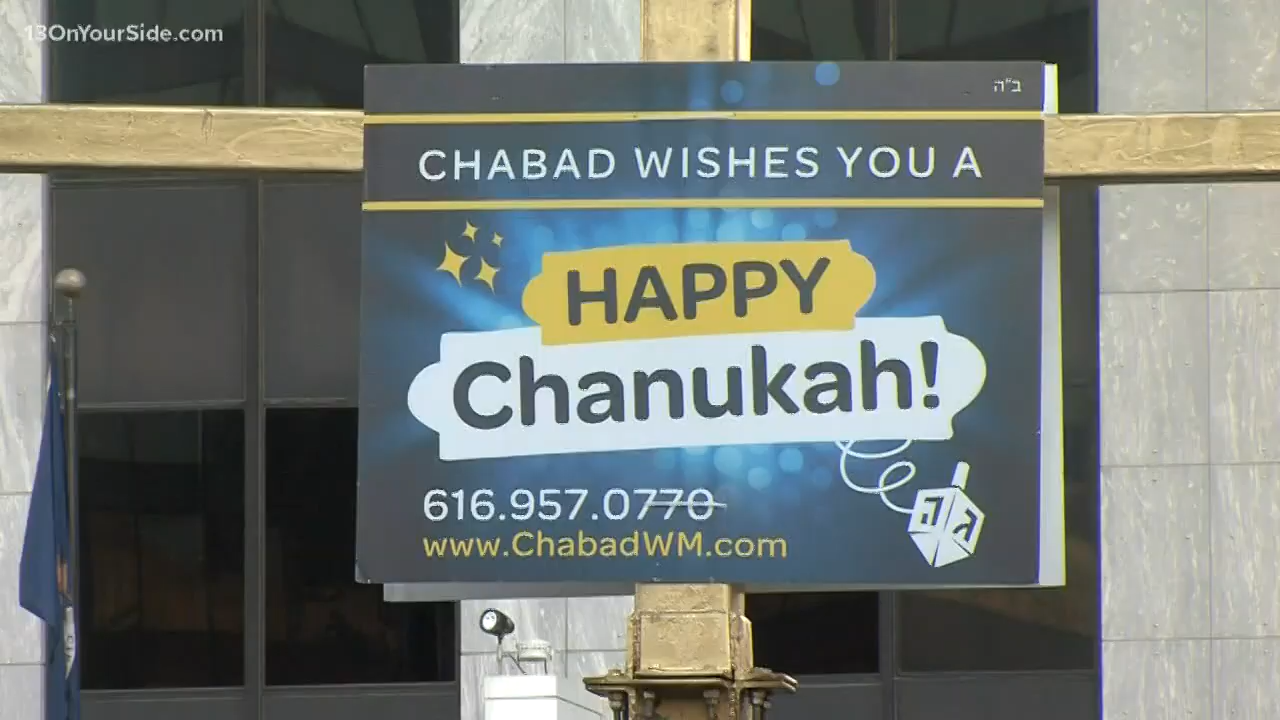 13OnYourSide.com
ב"ה
CHABAD WISHES YOU A
HAPPY
Chanukah!
616.957.0770
www.ChabadWM.com
ה ג